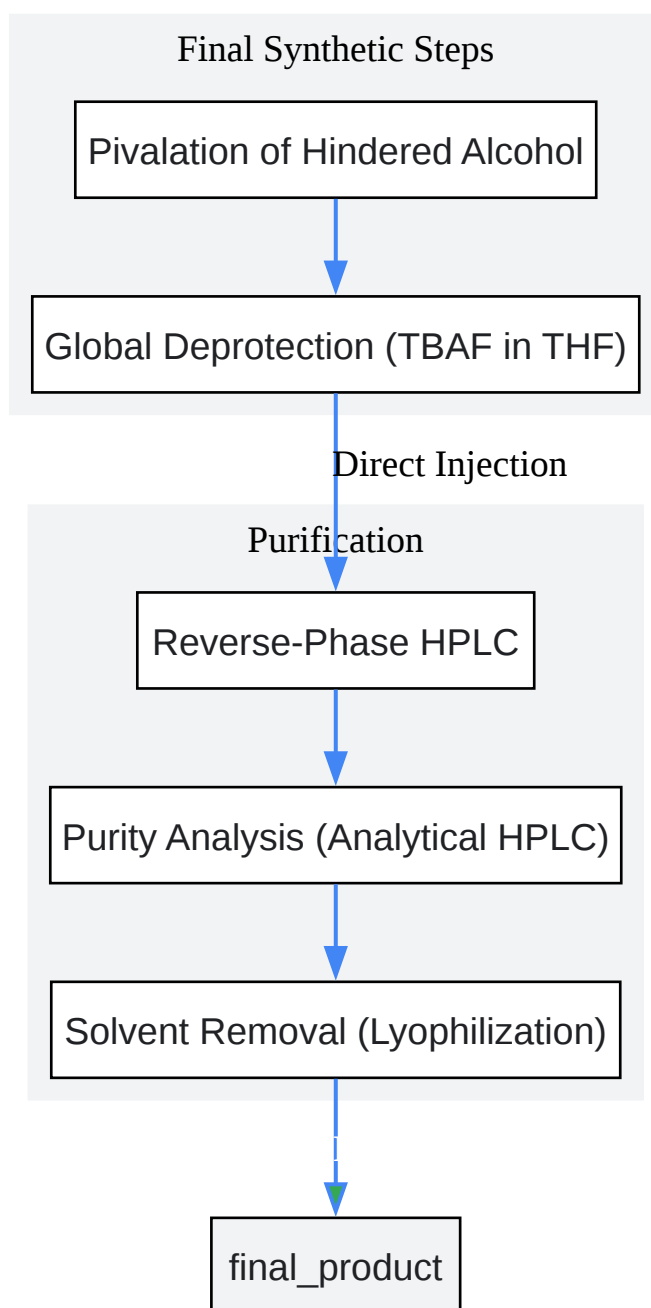 Final Synthetic Steps
Pivalation of Hindered Alcohol
Global Deprotection (TBAF in THF)
Direct Injection
Purification
Reverse-Phase HPLC
Purity Analysis (Analytical HPLC)
Solvent Removal (Lyophilization)
final_product